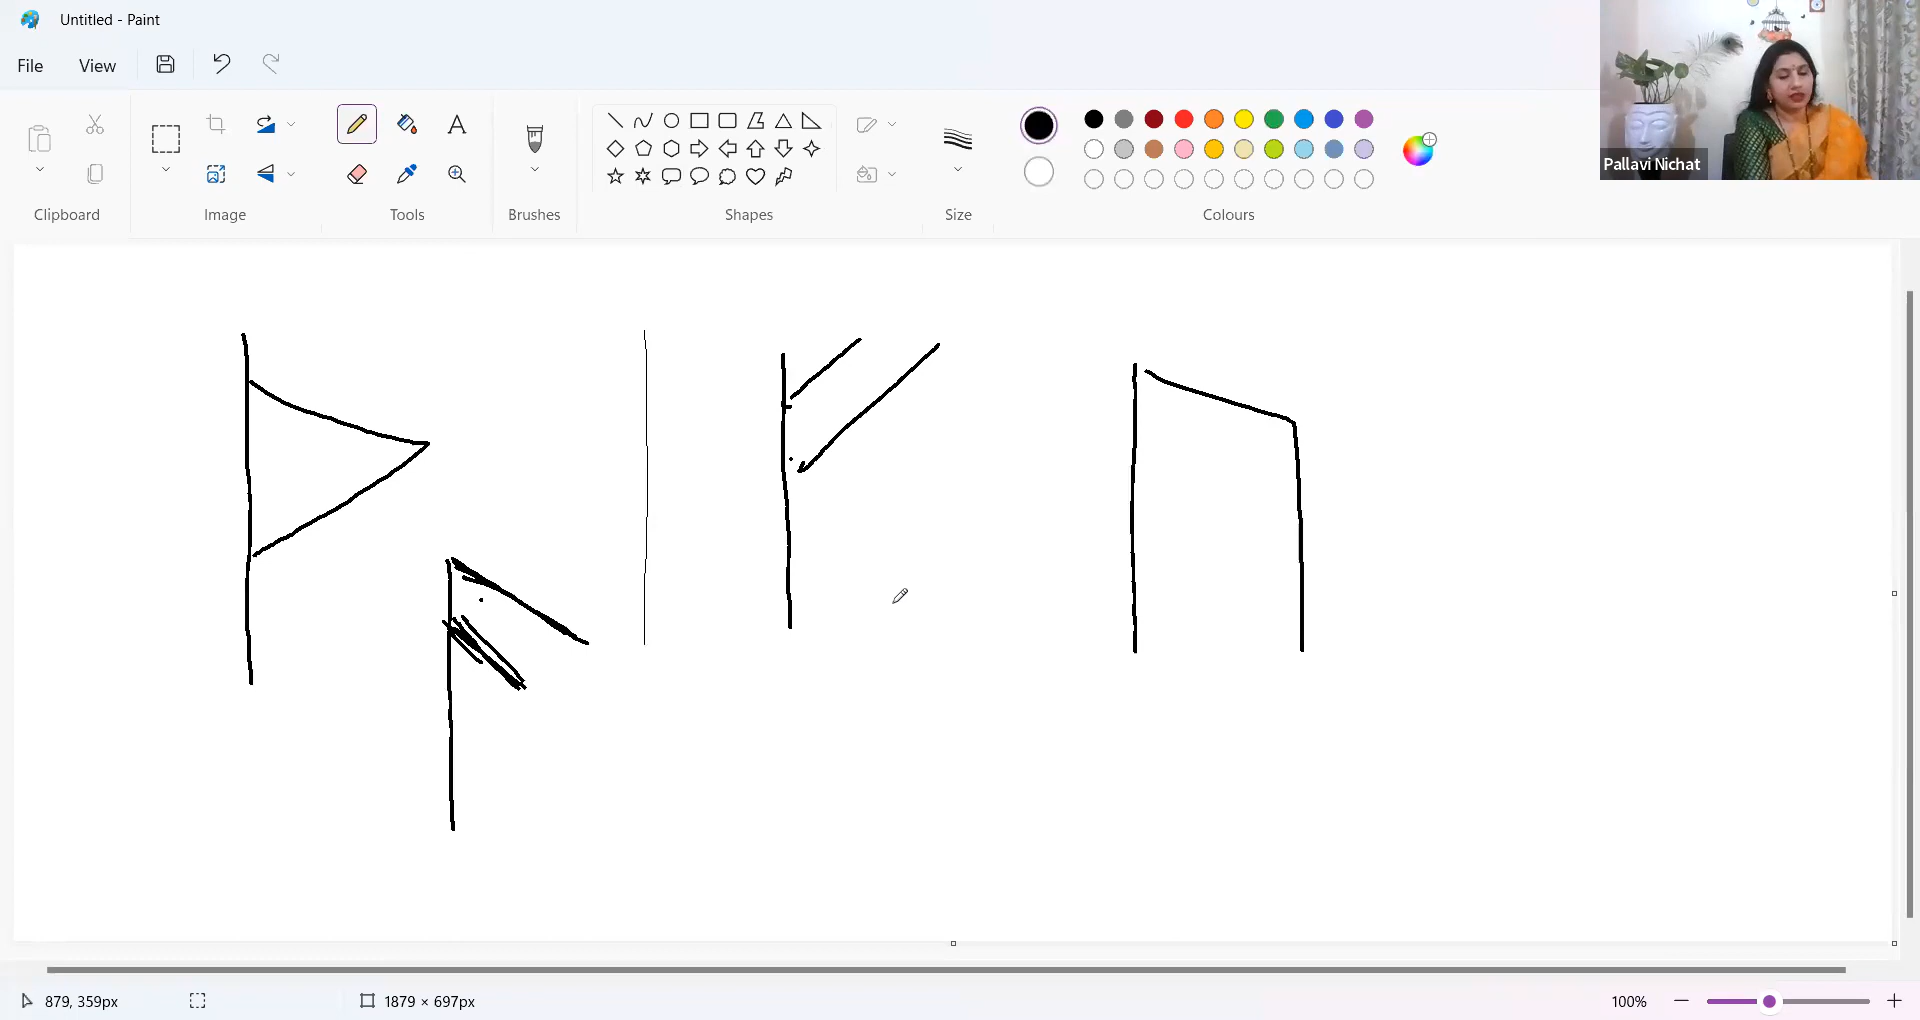 Untitled - Paint
File View
Clipboard Image Tools Brushes Shapes Size Colours
Pallavi Nichat
ᚦ ᚠ ᚢ
ᚨ
879, 359px 1879 × 697px 100%